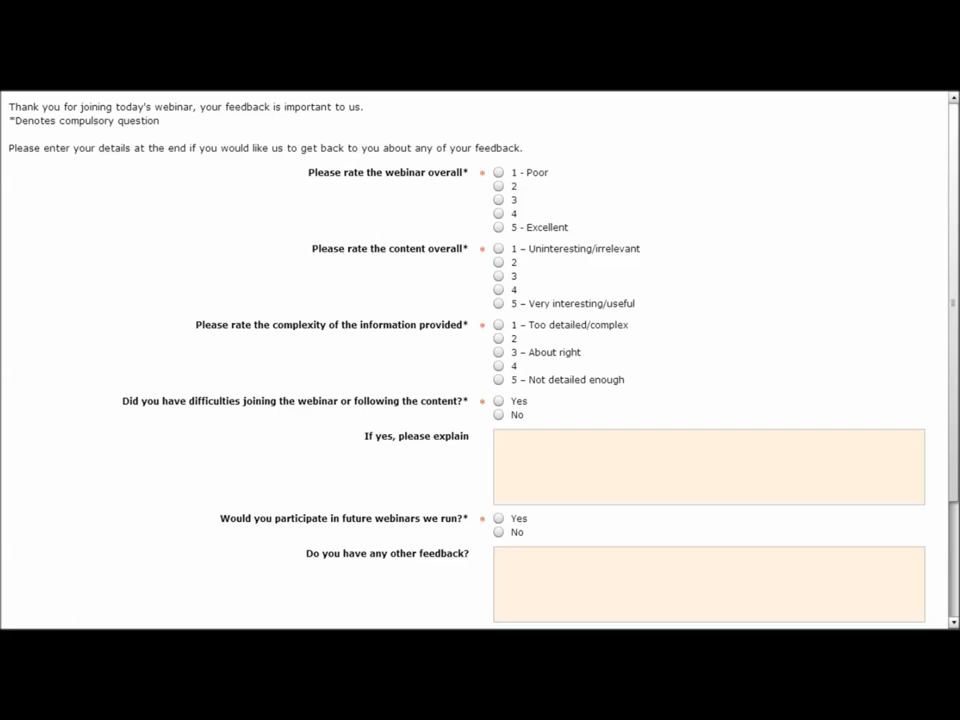 Thank you for joining today's webinar, your feedback is important to us.
*Denotes compulsory question
Please enter your details at the end if you would like us to get back to you about any of your feedback.
Please rate the webinar overall* * 1 - Poor
2
3
4
5 - Excellent
Please rate the content overall* * 1 – Uninteresting/irrelevant
2
3
4
5 – Very interesting/useful
Please rate the complexity of the information provided* * 1 – Too detailed/complex
2
3 – About right
4
5 – Not detailed enough
Did you have difficulties joining the webinar or following the content?* * Yes
No
If yes, please explain
Would you participate in future webinars we run?* * Yes
No
Do you have any other feedback?